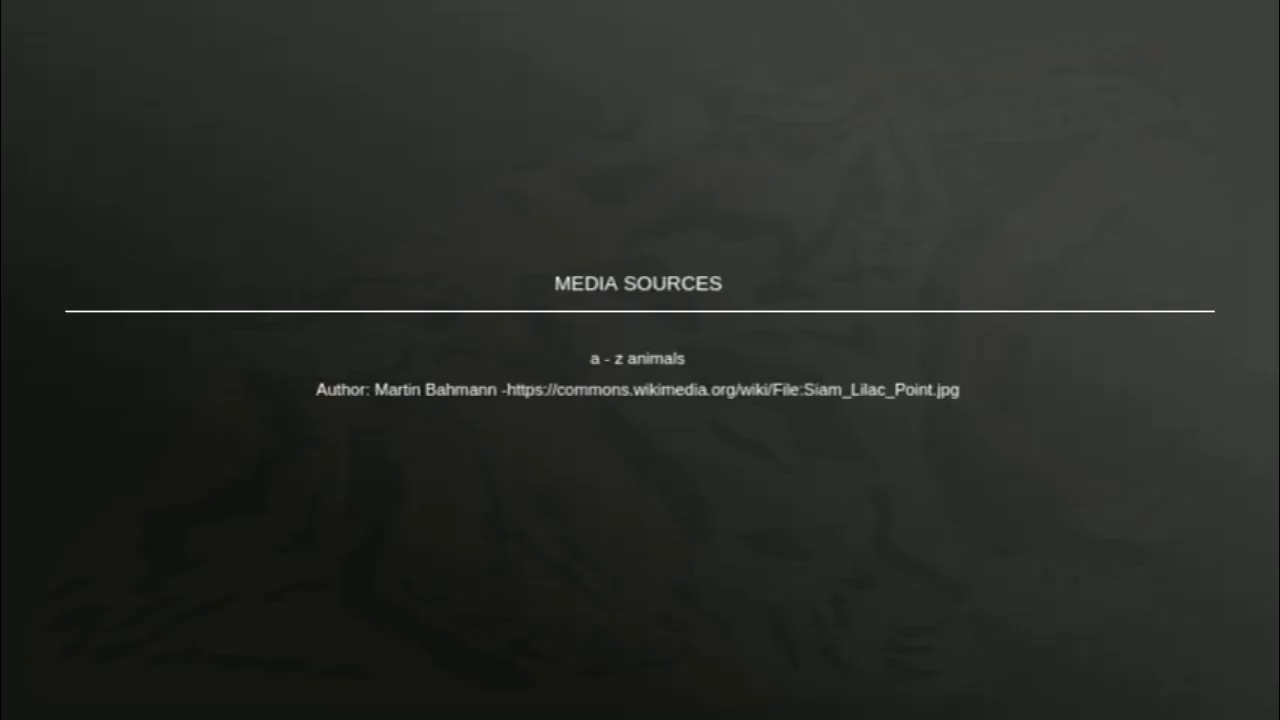 MEDIA SOURCES
a - z animals
Author: Martin Bahmann -https://commons.wikimedia.org/wiki/File:Siam_Lilac_Point.jpg